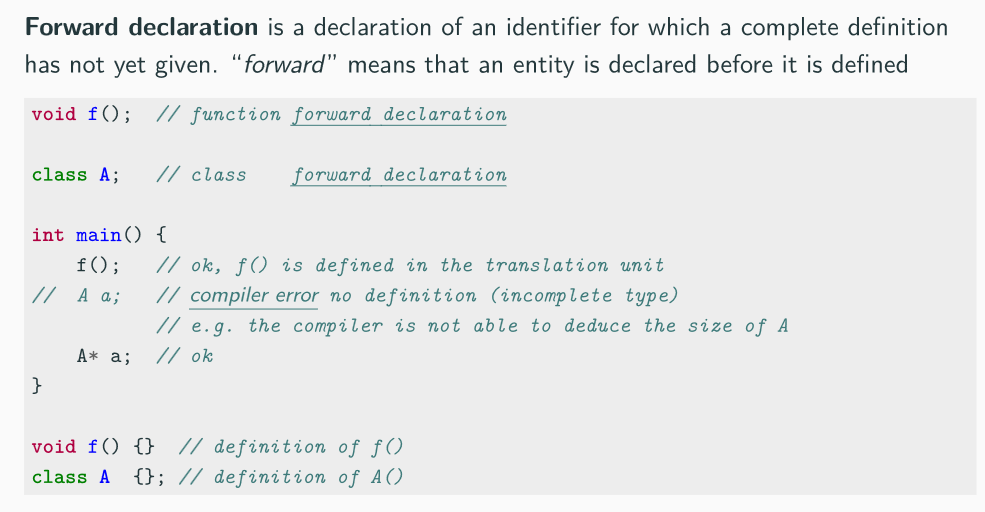 Forward declaration is a declaration of an identifier for which a complete definition
has not yet given. “forward” means that an entity is declared before it is defined
void f();  // function forward declaration
class A;   // class    forward declaration
int main() {
    f();   // ok, f() is defined in the translation unit
//  A a;   // compiler error no definition (incomplete type)
           // e.g. the compiler is not able to deduce the size of A
    A* a;  // ok
}
void f() {}  // definition of f()
class A  {}; // definition of A()